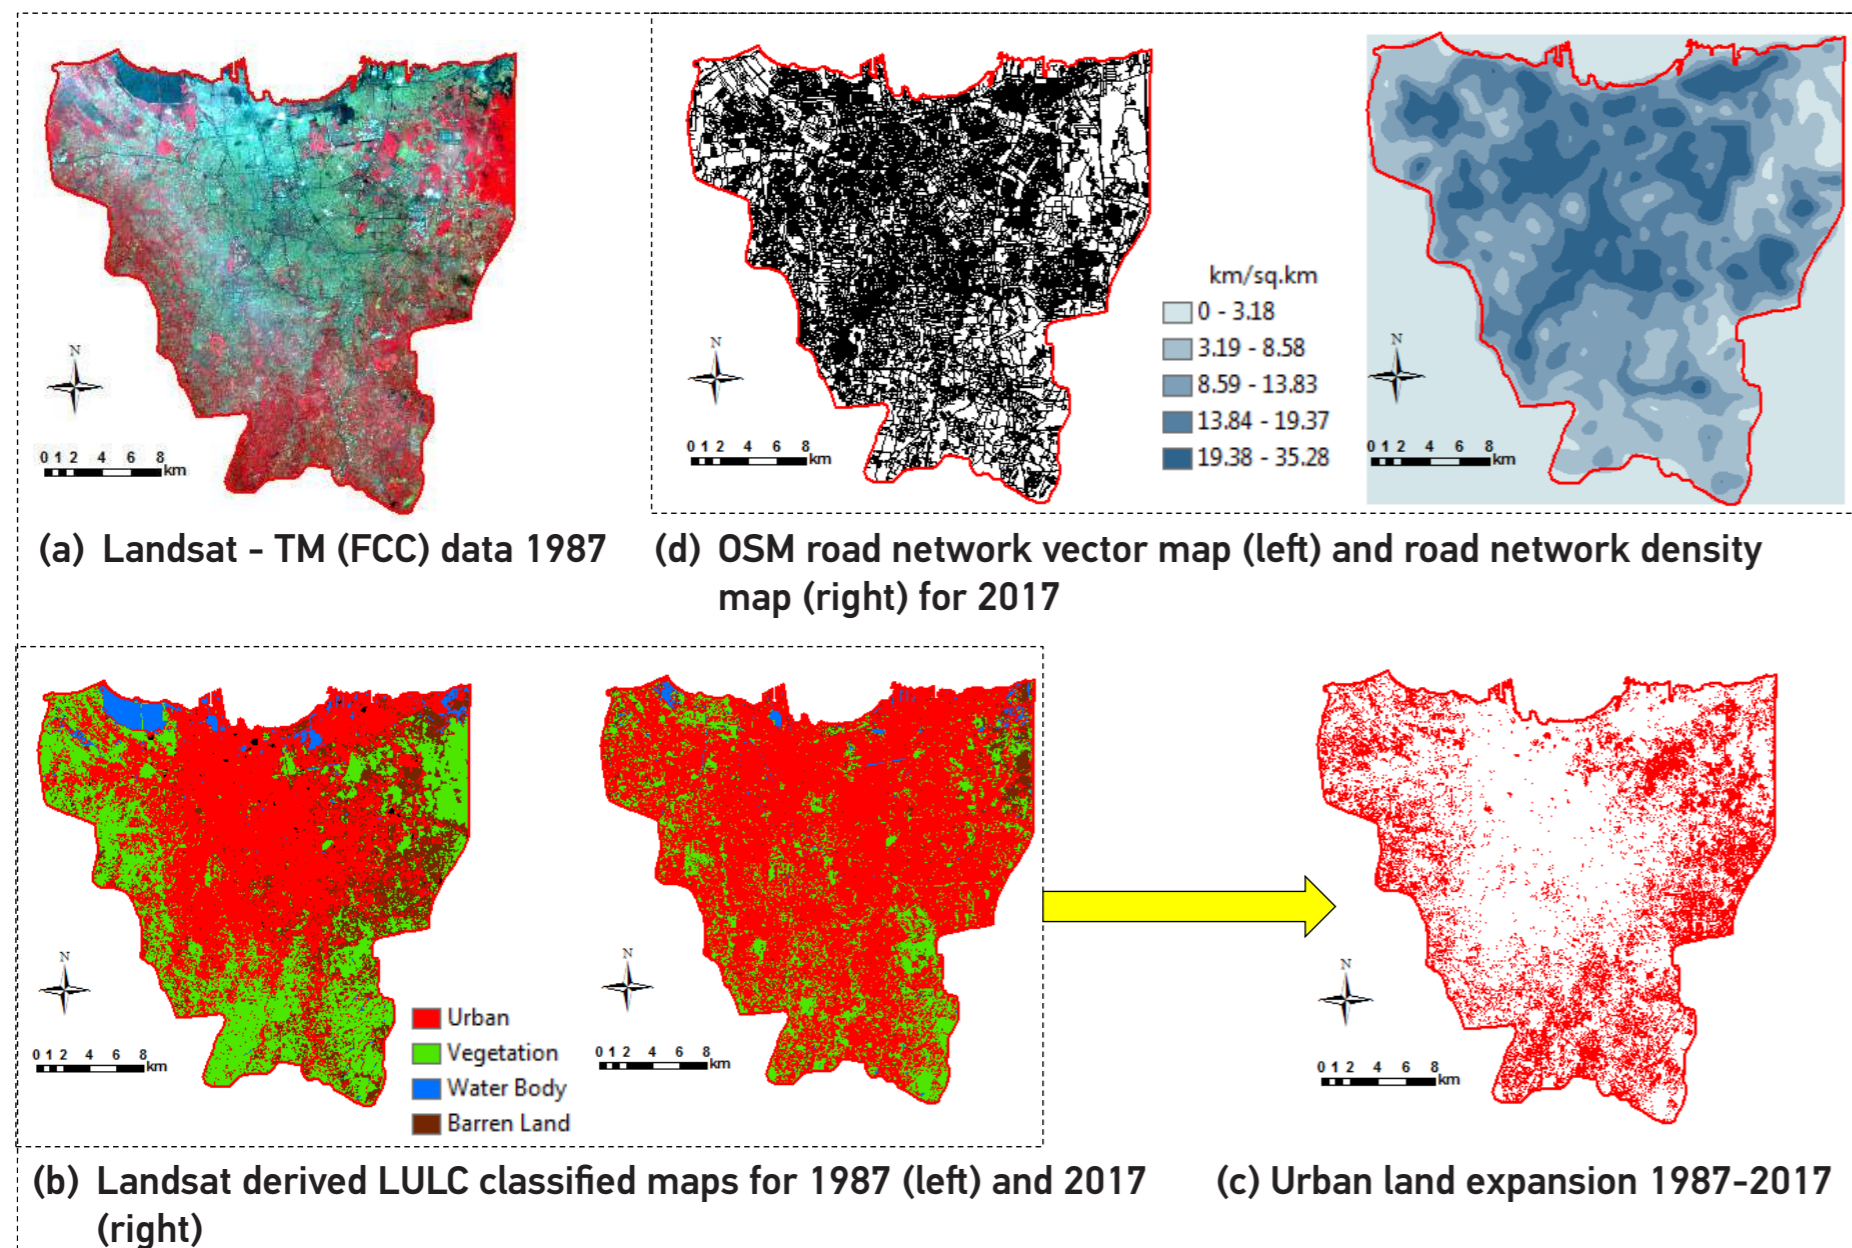 N
0 1 2 4 6 8
km
(a) Landsat - TM (FCC) data 1987
N
0 1 2 4 6 8
km
km/sq.km
0 - 3.18
3.19 - 8.58
8.59 - 13.83
13.84 - 19.37
19.38 - 35.28
N
0 1 2 4 6 8
km
(d) OSM road network vector map (left) and road network density
map (right) for 2017
N
0 1 2 4 6 8
km
Urban
Vegetation
Water Body
Barren Land
N
0 1 2 4 6 8
km
(b) Landsat derived LULC classified maps for 1987 (left) and 2017
(right)
N
0 1 2 4 6 8
km
(c) Urban land expansion 1987-2017